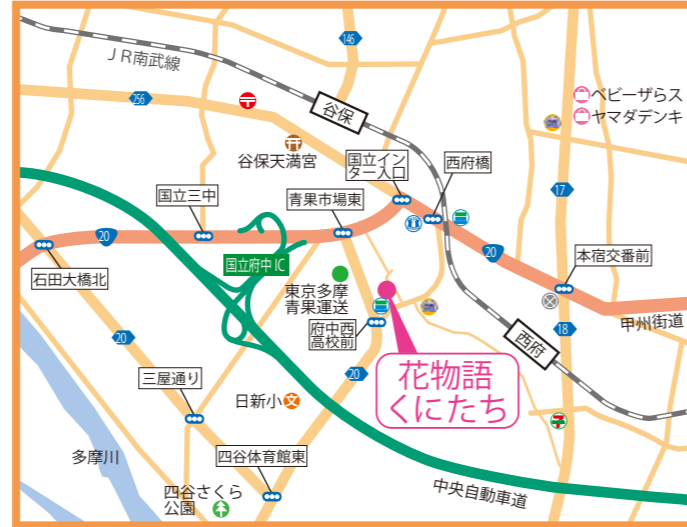 146
JR南武線
ベビーザらス
256
谷保
ヤマダデンキ
谷保天満宮
国立イン
ター入口
西府橋
国立三中
青果市場東
17
20
20
本宿交番前
石田大橋北
国立府中IC
東京多摩
青果運送
府中西
高校前
18
甲州街道
20
西府
三屋通り
20
花物語
くにたち
日新小
文
多摩川
四谷体育館東
四谷さくら
公園
中央自動車道